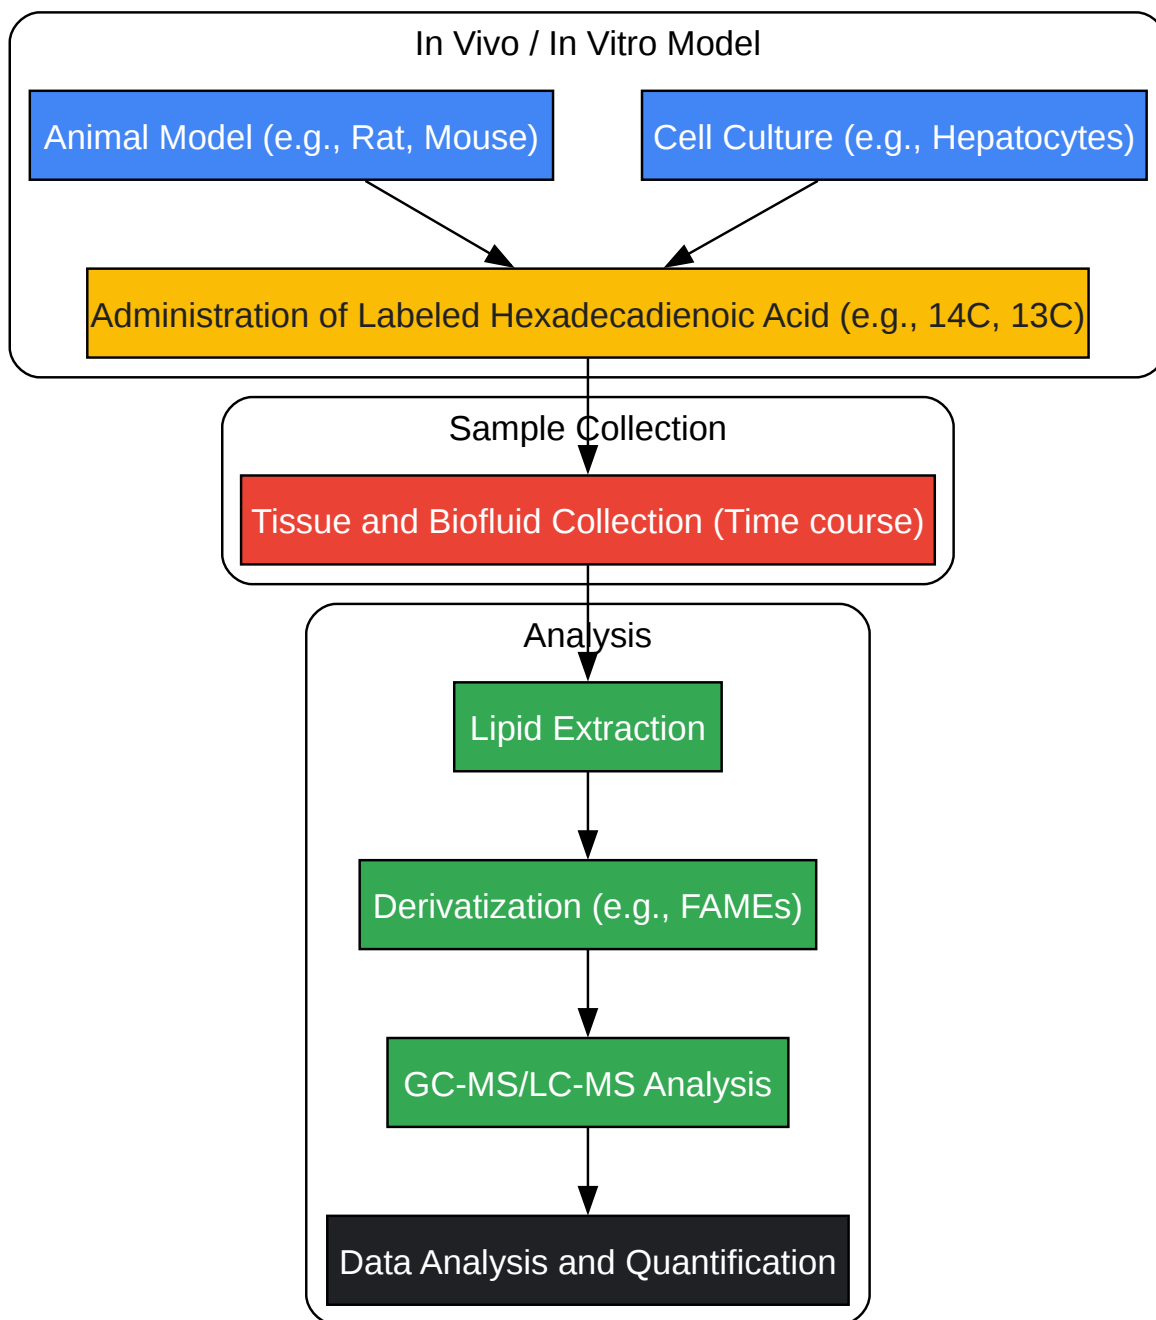 In Vivo / In Vitro Model
Animal Model (e.g., Rat, Mouse)
Cell Culture (e.g., Hepatocytes)
Administration of Labeled Hexadecadienoic Acid (e.g., 14C, 13C)
Sample Collection
Tissue and Biofluid Collection (Time course)
Analysis
Lipid Extraction
Derivatization (e.g., FAMEs)
GC-MS/LC-MS Analysis
Data Analysis and Quantification